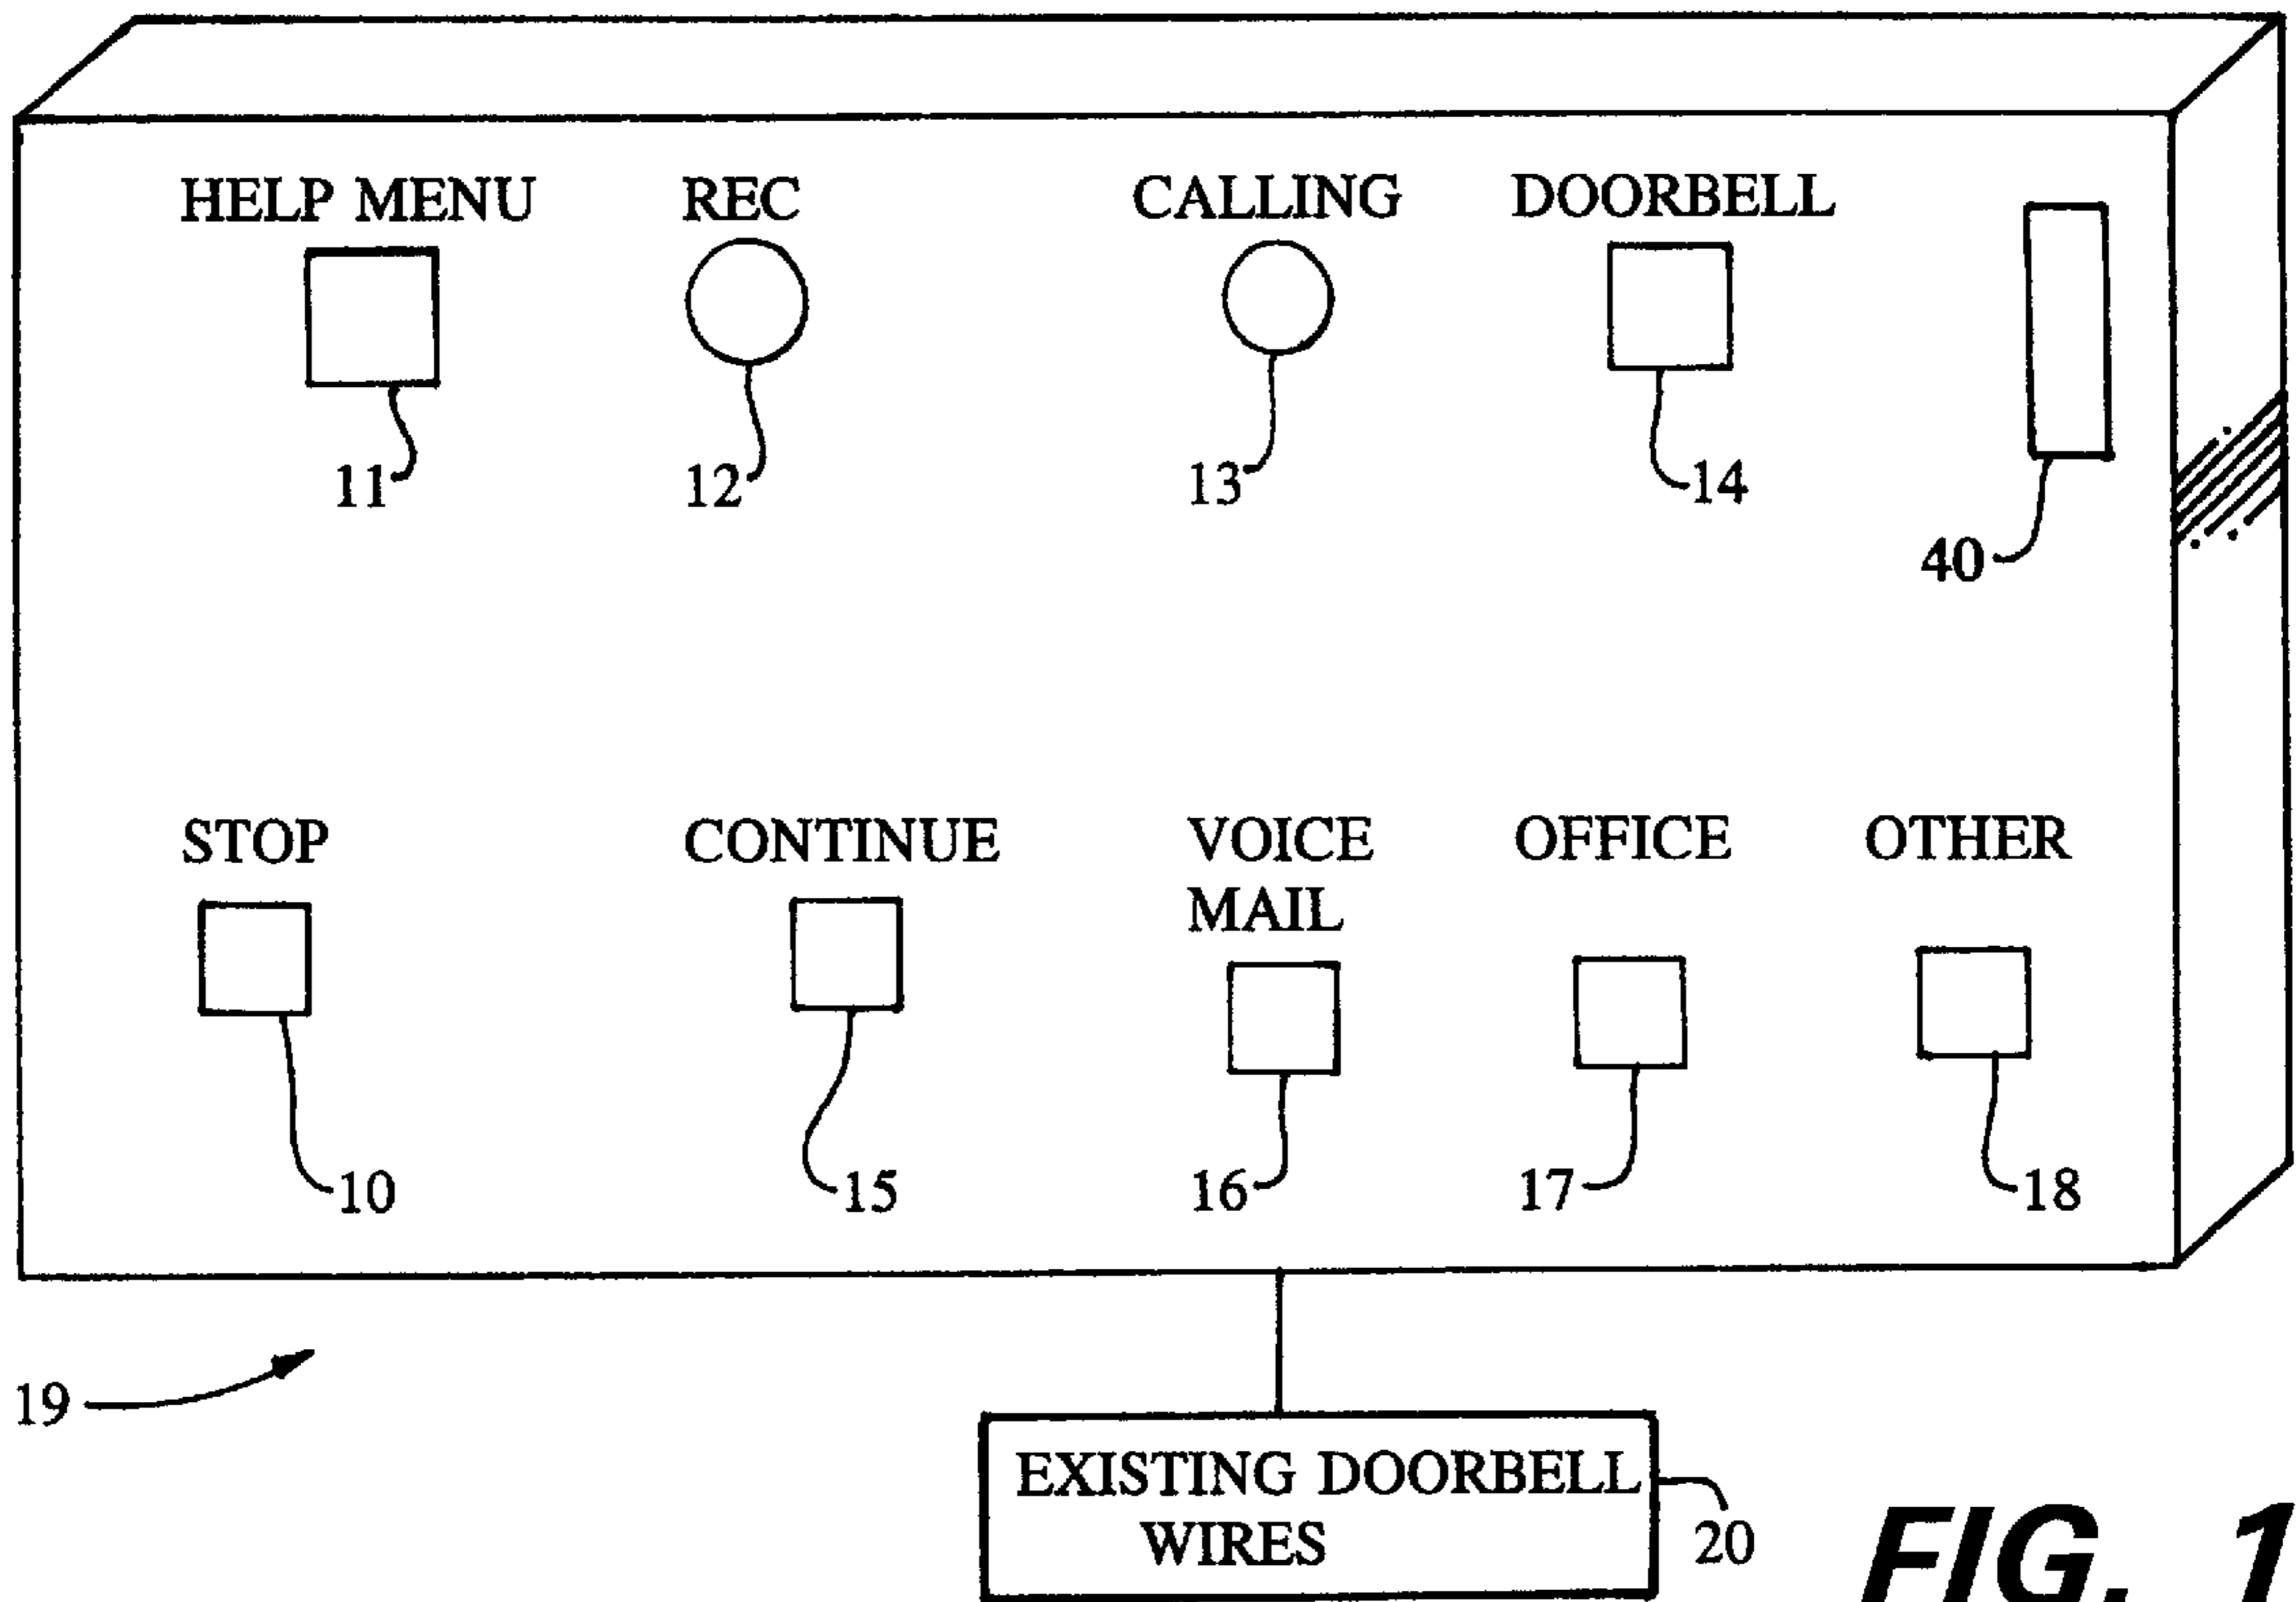 HELP MENU REC CALLING DOORBELL
11 12 13 14
40
STOP CONTINUE VOICE OFFICE OTHER
MAIL
10 15 16 17 18
19
EXISTING DOORBELL
WIRES
20
FIG. 1